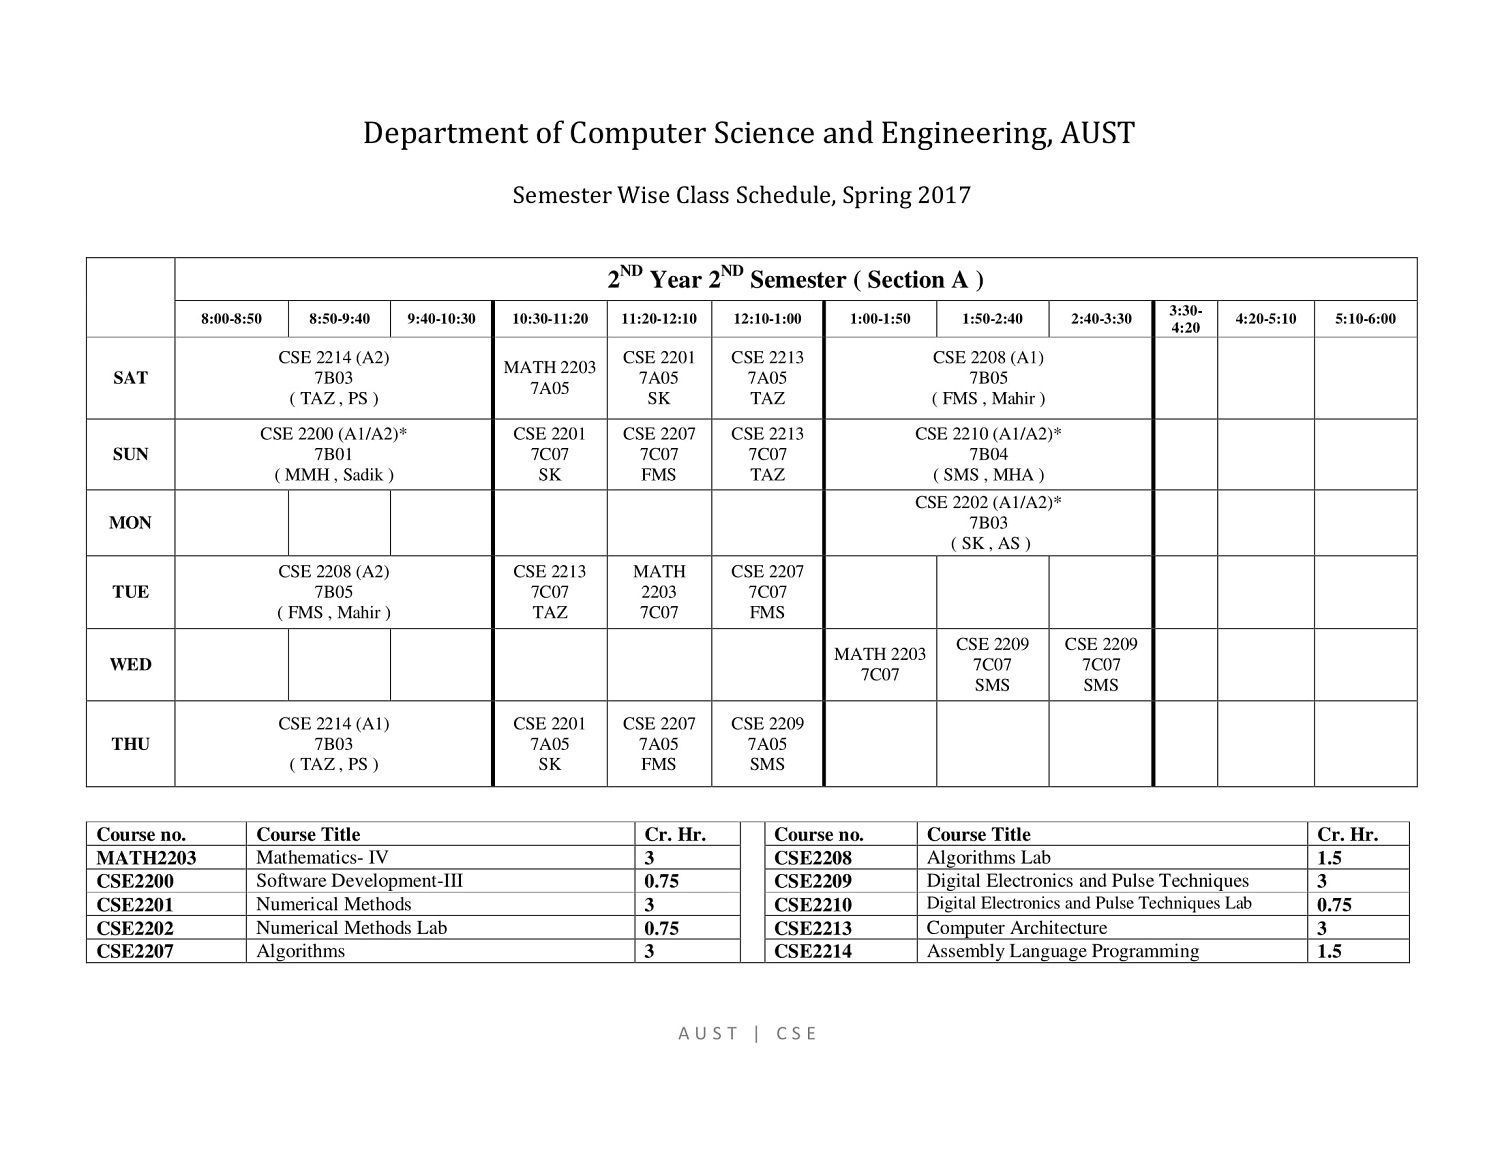 Department of Computer Science and Engineering, AUST
Semester Wise Class Schedule, Spring 2017
2ND Year 2ND Semester ( Section A )
8:00-8:50 8:50-9:40 9:40-10:30 10:30-11:20 11:20-12:10 12:10-1:00 1:00-1:50 1:50-2:40 2:40-3:30 3:30-4:20 4:20-5:10 5:10-6:00
SAT
CSE 2214 (A2)
7B03
( TAZ , PS )
MATH 2203
7A05
CSE 2201
7A05
SK
CSE 2213
7A05
TAZ
CSE 2208 (A1)
7B05
( FMS , Mahir )
SUN
CSE 2200 (A1/A2)*
7B01
( MMH , Sadik )
CSE 2201
7C07
SK
CSE 2207
7C07
FMS
CSE 2213
7C07
TAZ
CSE 2210 (A1/A2)*
7B04
( SMS , MHA )
MON
CSE 2202 (A1/A2)*
7B03
( SK , AS )
TUE
CSE 2208 (A2)
7B05
( FMS , Mahir )
CSE 2213
7C07
TAZ
MATH
2203
7C07
CSE 2207
7C07
FMS
WED
MATH 2203
7C07
CSE 2209
7C07
SMS
CSE 2209
7C07
SMS
THU
CSE 2214 (A1)
7B03
( TAZ , PS )
CSE 2201
7A05
SK
CSE 2207
7A05
FMS
CSE 2209
7A05
SMS
Course no. Course Title Cr. Hr. Course no. Course Title Cr. Hr.
MATH2203 Mathematics- IV 3 CSE2208 Algorithms Lab 1.5
CSE2200 Software Development-III 0.75 CSE2209 Digital Electronics and Pulse Techniques 3
CSE2201 Numerical Methods 3 CSE2210 Digital Electronics and Pulse Techniques Lab 0.75
CSE2202 Numerical Methods Lab 0.75 CSE2213 Computer Architecture 3
CSE2207 Algorithms 3 CSE2214 Assembly Language Programming 1.5
AUST | CSE